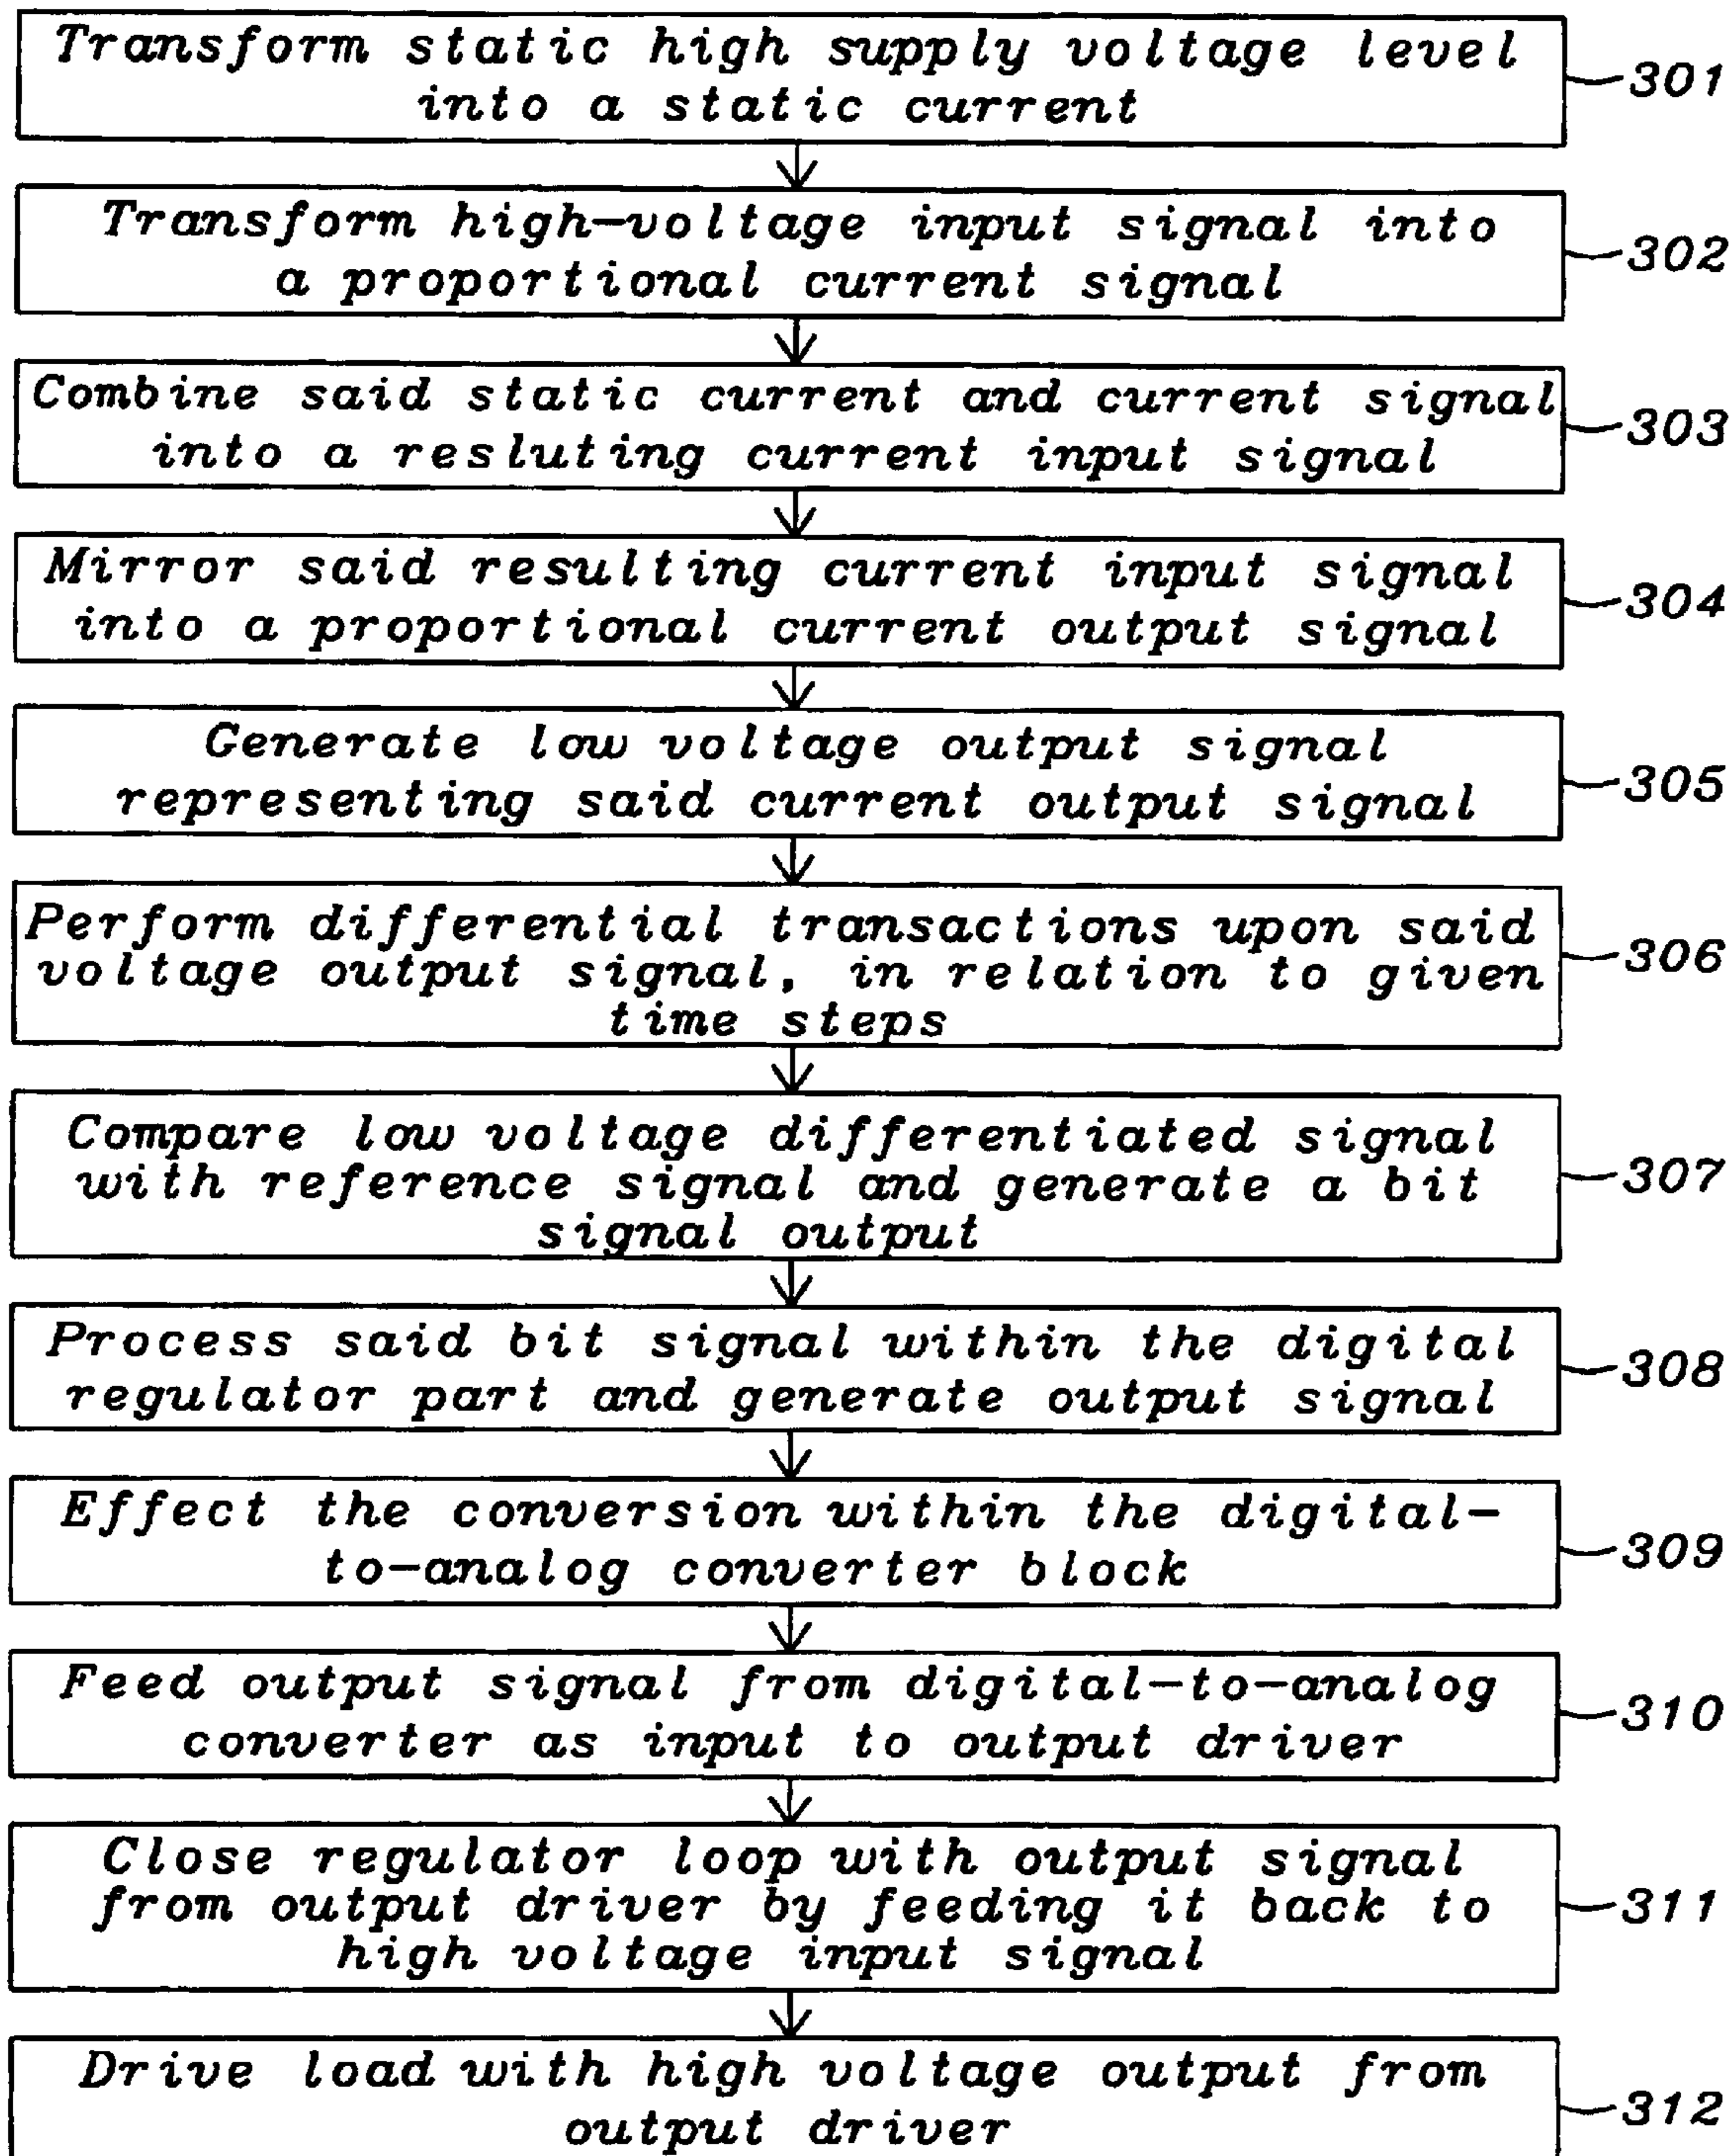 Transform static high supply voltage level
into a static current
301
Transform high-voltage input signal into
a proportional current signal
302
Combine said static current and current signal
into a resluting current input signal
303
Mirror said resulting current input signal
into a proportional current output signal
304
Generate low voltage output signal
representing said current output signal
305
Perform differential transactions upon said
voltage output signal, in relation to given
time steps
306
Compare low voltage differentiated signal
with reference signal and generate a bit
signal output
307
Process said bit signal within the digital
regulator part and generate output signal
308
Effect the conversion within the digital-
to-analog converter block
309
Feed output signal from digital-to-analog
converter as input to output driver
310
Close regulator loop with output signal
from output driver by feeding it back to
high voltage input signal
311
Drive load with high voltage output from
output driver
312